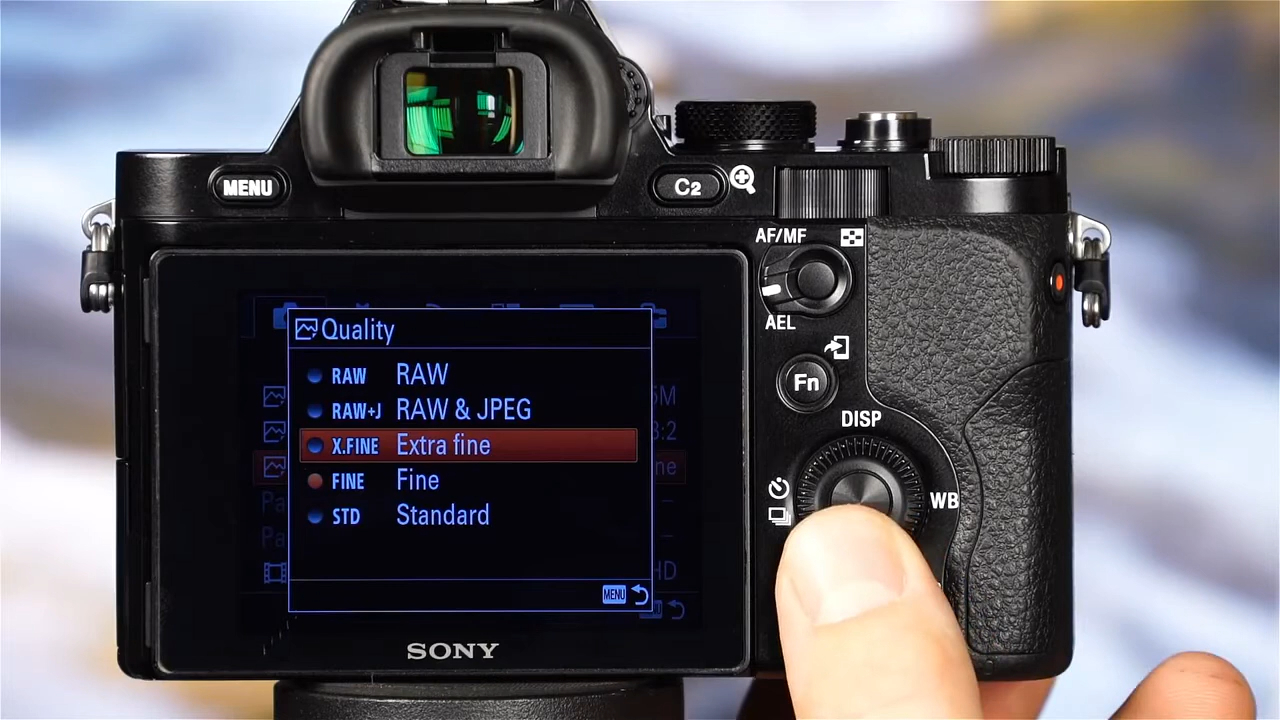 MENU
C2
AF/MF
AEL
Fn
DISP
WB
Quality
RAW RAW
RAW+J RAW & JPEG
X.FINE Extra fine
FINE Fine
STD Standard
MENU
SONY